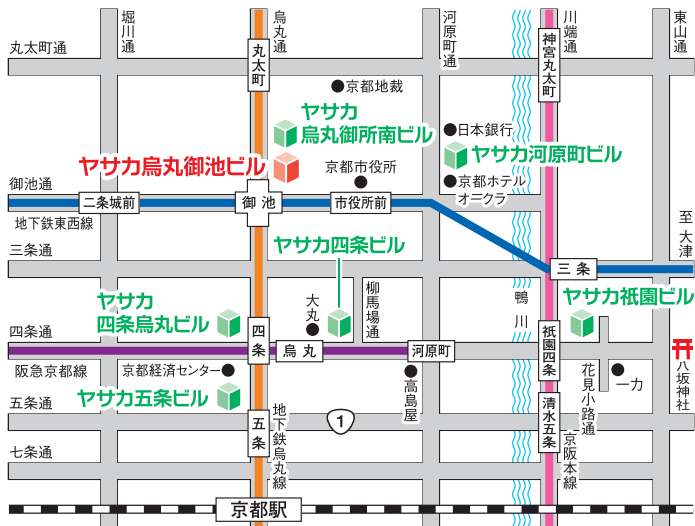 堀川通
烏丸通
河原町通
川端通
東山通
丸太町通
丸太町
神宮丸太町
京都地裁
ヤサカ
烏丸御所南ビル
日本銀行
ヤサカ河原町ビル
ヤサカ烏丸御池ビル
京都市役所
京都ホテル
オークラ
御池通
二条城前
御池
市役所前
地下鉄東西線
至大津
三条通
ヤサカ四条ビル
三条
鴨川
ヤサカ
四条烏丸ビル
大丸
柳馬場通
ヤサカ祇園ビル
四条通
四条
烏丸
河原町
祇園四条
阪急京都線
京都経済センター
高島屋
花見小路通
一力
八坂神社
ヤサカ五条ビル
五条通
五条
地下鉄烏丸線
1
清水五条
京阪本線
七条通
京都駅